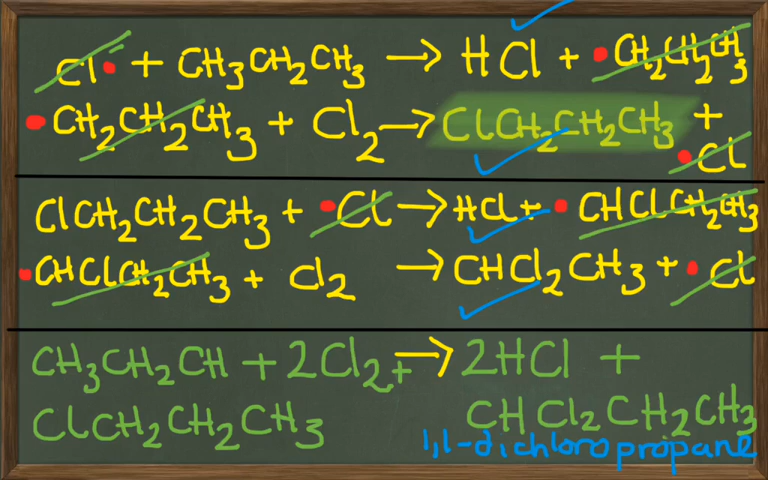 Cl• + CH3CH2CH3 → HCl + •CH2CH2CH3
•CH2CH2CH3 + Cl2 → ClCH2CH2CH3 +
•Cl
ClCH2CH2CH3 + •Cl → HCl + •CHClCH2CH3
•CHClCH2CH3 + Cl2 → CHCl2CH3 + •Cl
CH3CH2CH + 2Cl2 + → 2HCl +
ClCH2CH2CH3 CHCl2CH2CH3
1,1-dichloropropane